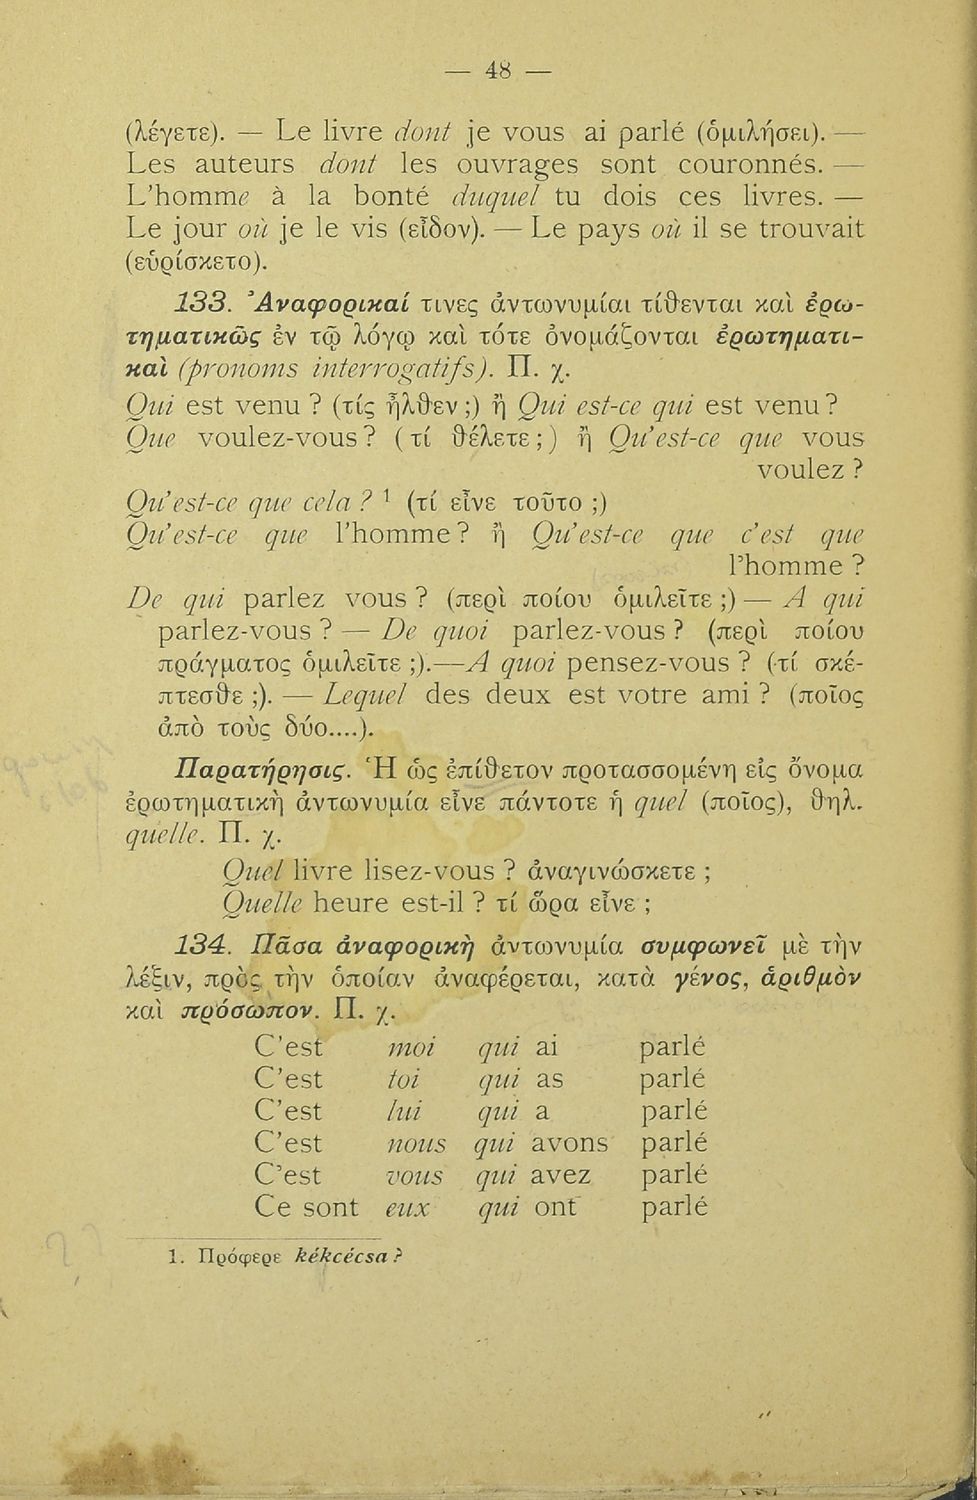 — 48 —
(λέγετε). — Le livre dont je vous ai parlé (ὁμιλήσει). —
Les auteurs dont les ouvrages sont couronnés. —
L'homme à la bonté duquel tu dois ces livres. —
Le jour où je le vis (εἶδον). — Le pays où il se trouvait
(εὑρίσκετο).
133. Ἀναφορικαί τινες ἀντωνυμίαι τίθενται καὶ ἐρω-
τηματικῶς ἐν τῷ λόγῳ καὶ τότε ὀνομάζονται ἐρωτηματι-
καὶ (pronoms interrogatifs). Π. χ.
Qui est venu ? (τίς ἦλθεν ;) ἢ Qui est-ce qui est venu ?
Que voulez-vous ? (τί θέλετε ;) ἢ Qu'est-ce que vous
voulez ?
Qu'est-ce que cela ? ¹ (τί εἶνε τοῦτο ;)
Qu'est-ce que l'homme ? ἢ Qu'est-ce que c'est que
l'homme ?
De qui parlez vous ? (περὶ ποίου ὁμιλεῖτε ;) — A qui
parlez-vous ? — De quoi parlez-vous ? (περὶ ποίου
πράγματος ὁμιλεῖτε ;).—A quoi pensez-vous ? (τί σκέ-
πτεσθε ;). — Lequel des deux est votre ami ? (ποῖος
ἀπὸ τοὺς δύο....).
Παρατήρησις. Ἡ ὡς ἐπίθετον προτασσομένη εἰς ὄνομα
ἐρωτηματικὴ ἀντωνυμία εἶνε πάντοτε ἡ quel (ποῖος), θηλ.
quelle. Π. χ.
Quel livre lisez-vous ? ἀναγινώσκετε ;
Quelle heure est-il ? τί ὥρα εἶνε ;
134. Πᾶσα ἀναφορικὴ ἀντωνυμία συμφωνεῖ μὲ τὴν
λέξιν, πρὸς τὴν ὁποίαν ἀναφέρεται, κατὰ γένος, ἀριθμὸν
καὶ πρόσωπον. Π. χ.
C'est moi qui ai parlé
C'est toi qui as parlé
C'est lui qui a parlé
C'est nous qui avons parlé
C'est vous qui avez parlé
Ce sont eux qui ont parlé
1. Πρόφερε kékcécsa ?